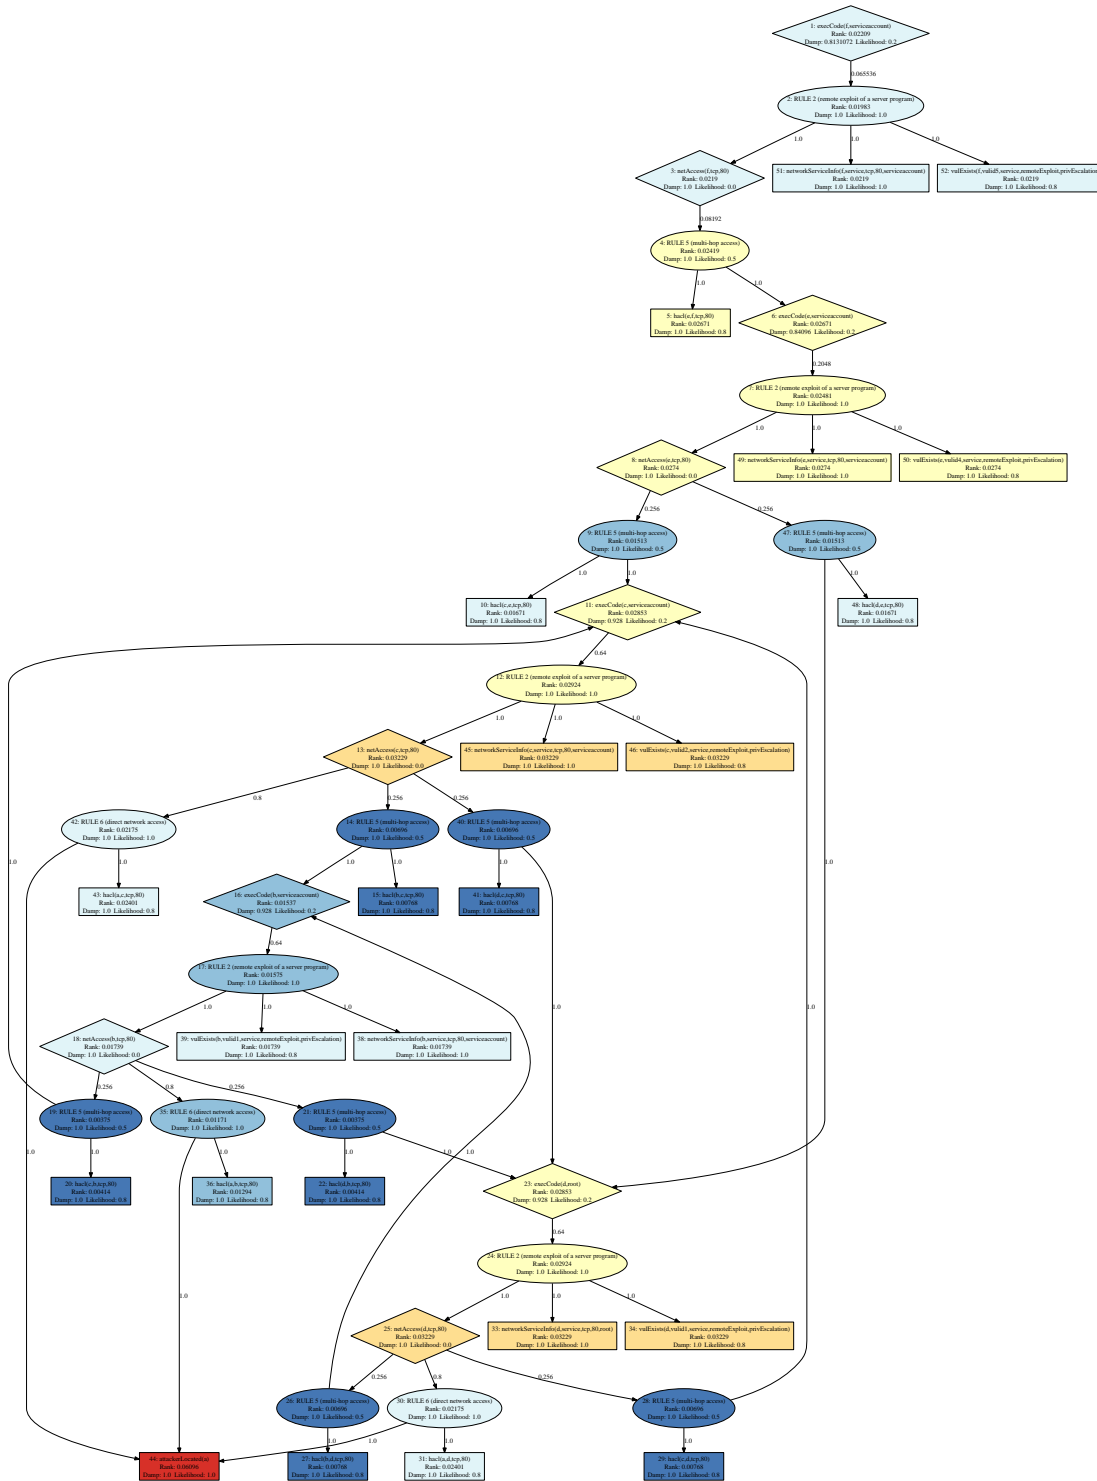 1: execCode(f,serviceaccount)
Rank: 0.02209
Damp: 0.8131072 Likelihood: 0.2
0.065536
2: RULE 2 (remote exploit of a server program)
Rank: 0.01983
Damp: 1.0 Likelihood: 1.0
1.0
1.0
1.0
3: netAccess(f,tcp,80)
Rank: 0.0219
Damp: 1.0 Likelihood: 0.0
51: networkServiceInfo(f,service,tcp,80,serviceaccount)
Rank: 0.0219
Damp: 1.0 Likelihood: 1.0
52: vulExists(f,vulid5,service,remoteExploit,privEscalation
Rank: 0.0219
Damp: 1.0 Likelihood: 0.8
0.08192
4: RULE 5 (multi-hop access)
Rank: 0.02419
Damp: 1.0 Likelihood: 0.5
1.0
1.0
5: hacl(e,f,tcp,80)
Rank: 0.02671
Damp: 1.0 Likelihood: 0.8
6: execCode(e,serviceaccount)
Rank: 0.02671
Damp: 0.84096 Likelihood: 0.2
0.2048
7: RULE 2 (remote exploit of a server program)
Rank: 0.02481
Damp: 1.0 Likelihood: 1.0
1.0
1.0
1.0
8: netAccess(e,tcp,80)
Rank: 0.0274
Damp: 1.0 Likelihood: 0.0
49: networkServiceInfo(e,service,tcp,80,serviceaccount)
Rank: 0.0274
Damp: 1.0 Likelihood: 1.0
50: vulExists(e,vulid4,service,remoteExploit,privEscalation)
Rank: 0.0274
Damp: 1.0 Likelihood: 0.8
0.256
0.256
9: RULE 5 (multi-hop access)
Rank: 0.01513
Damp: 1.0 Likelihood: 0.5
47: RULE 5 (multi-hop access)
Rank: 0.01513
Damp: 1.0 Likelihood: 0.5
1.0
1.0
1.0
10: hacl(c,e,tcp,80)
Rank: 0.01671
Damp: 1.0 Likelihood: 0.8
11: execCode(c,serviceaccount)
Rank: 0.02853
Damp: 0.928 Likelihood: 0.2
48: hacl(d,e,tcp,80)
Rank: 0.01671
Damp: 1.0 Likelihood: 0.8
0.64
12: RULE 2 (remote exploit of a server program)
Rank: 0.02924
Damp: 1.0 Likelihood: 1.0
1.0
1.0
1.0
13: netAccess(c,tcp,80)
Rank: 0.03229
Damp: 1.0 Likelihood: 0.0
45: networkServiceInfo(c,service,tcp,80,serviceaccount)
Rank: 0.03229
Damp: 1.0 Likelihood: 1.0
46: vulExists(c,vulid2,service,remoteExploit,privEscalation)
Rank: 0.03229
Damp: 1.0 Likelihood: 0.8
0.8
0.256
0.256
42: RULE 6 (direct network access)
Rank: 0.02175
Damp: 1.0 Likelihood: 1.0
14: RULE 5 (multi-hop access)
Rank: 0.00696
Damp: 1.0 Likelihood: 0.5
40: RULE 5 (multi-hop access)
Rank: 0.00696
Damp: 1.0 Likelihood: 0.5
1.0
1.0
1.0
1.0
1.0
1.0
43: hacl(a,c,tcp,80)
Rank: 0.02401
Damp: 1.0 Likelihood: 0.8
16: execCode(b,serviceaccount)
Rank: 0.01537
Damp: 0.928 Likelihood: 0.2
15: hacl(b,c,tcp,80)
Rank: 0.00768
Damp: 1.0 Likelihood: 0.8
41: hacl(d,c,tcp,80)
Rank: 0.00768
Damp: 1.0 Likelihood: 0.8
0.64
17: RULE 2 (remote exploit of a server program)
Rank: 0.01575
Damp: 1.0 Likelihood: 1.0
1.0
1.0
1.0
1.0
1.0
18: netAccess(b,tcp,80)
Rank: 0.01739
Damp: 1.0 Likelihood: 0.0
39: vulExists(b,vulid1,service,remoteExploit,privEscalation)
Rank: 0.01739
Damp: 1.0 Likelihood: 0.8
38: networkServiceInfo(b,service,tcp,80,serviceaccount)
Rank: 0.01739
Damp: 1.0 Likelihood: 1.0
0.256
0.8
0.256
19: RULE 5 (multi-hop access)
Rank: 0.00375
Damp: 1.0 Likelihood: 0.5
35: RULE 6 (direct network access)
Rank: 0.01171
Damp: 1.0 Likelihood: 1.0
21: RULE 5 (multi-hop access)
Rank: 0.00375
Damp: 1.0 Likelihood: 0.5
1.0
1.0
1.0
1.0
1.0
1.0
20: hacl(c,b,tcp,80)
Rank: 0.00414
Damp: 1.0 Likelihood: 0.8
36: hacl(a,b,tcp,80)
Rank: 0.01294
Damp: 1.0 Likelihood: 0.8
22: hacl(d,b,tcp,80)
Rank: 0.00414
Damp: 1.0 Likelihood: 0.8
23: execCode(d,root)
Rank: 0.02853
Damp: 0.928 Likelihood: 0.2
0.64
24: RULE 2 (remote exploit of a server program)
Rank: 0.02924
Damp: 1.0 Likelihood: 1.0
1.0
1.0
1.0
1.0
1.0
25: netAccess(d,tcp,80)
Rank: 0.03229
Damp: 1.0 Likelihood: 0.0
33: networkServiceInfo(d,service,tcp,80,root)
Rank: 0.03229
Damp: 1.0 Likelihood: 1.0
34: vulExists(d,vulid1,service,remoteExploit,privEscalation)
Rank: 0.03229
Damp: 1.0 Likelihood: 0.8
0.256
0.8
0.256
26: RULE 5 (multi-hop access)
Rank: 0.00696
Damp: 1.0 Likelihood: 0.5
30: RULE 6 (direct network access)
Rank: 0.02175
Damp: 1.0 Likelihood: 1.0
28: RULE 5 (multi-hop access)
Rank: 0.00696
Damp: 1.0 Likelihood: 0.5
1.0
1.0
1.0
1.0
44: attackerLocated(a)
Rank: 0.06096
Damp: 1.0 Likelihood: 1.0
27: hacl(b,d,tcp,80)
Rank: 0.00768
Damp: 1.0 Likelihood: 0.8
31: hacl(a,d,tcp,80)
Rank: 0.02401
Damp: 1.0 Likelihood: 0.8
29: hacl(c,d,tcp,80)
Rank: 0.00768
Damp: 1.0 Likelihood: 0.8